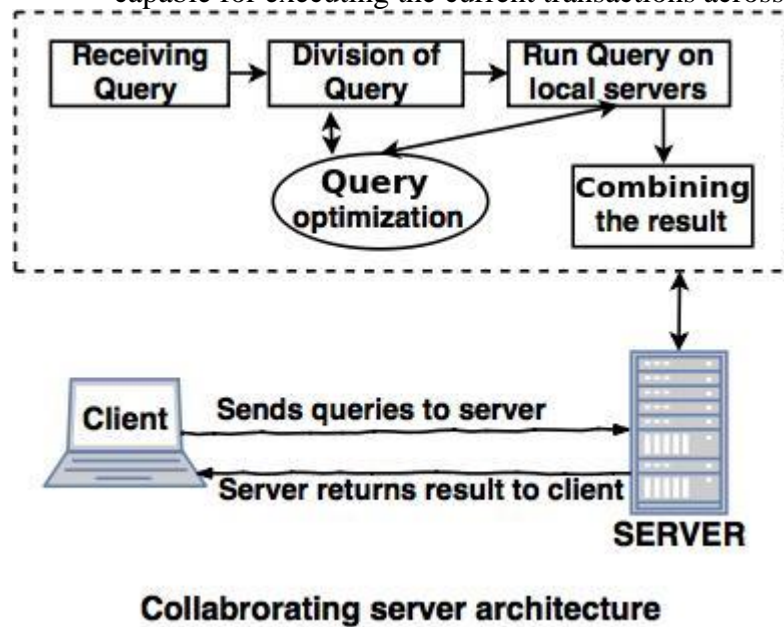 capable for executing the current transactions across
Receiving
Query
Division of
Query
Run Query on
local servers
Query
optimization
Combining
the result
Client
Sends queries to server
Server returns result to client
SERVER
Collabrorating server architecture